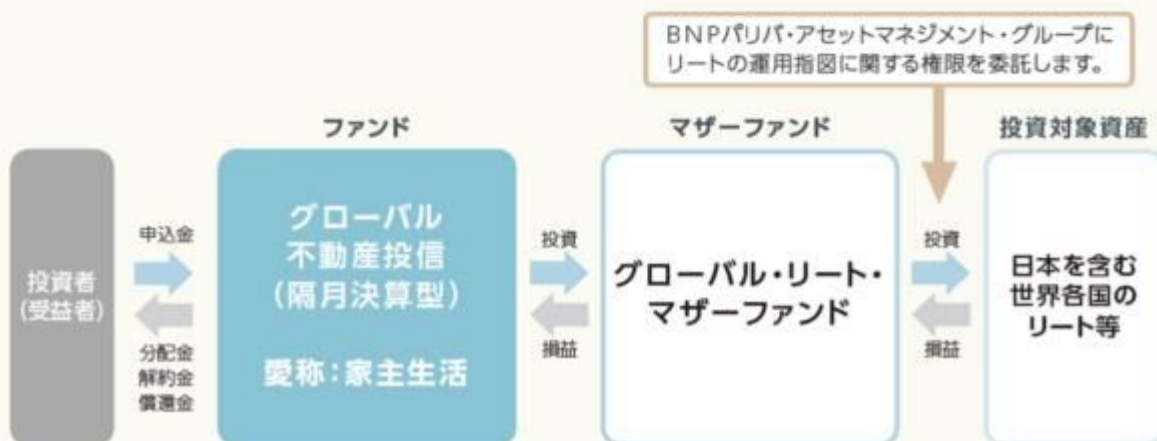 BNPパリバ・アセットマネジメント・グループに
リートの運用指図に関する権限を委託します。
ファンド
マザーファンド
投資対象資産
投資者
(受益者)
申込金
分配金
解約金
償還金
グローバル
不動産投信
(隔月決算型)
愛称:家主生活
投資
損益
グローバル・リート・
マザーファンド
投資
損益
日本を含む
世界各国の
リート等